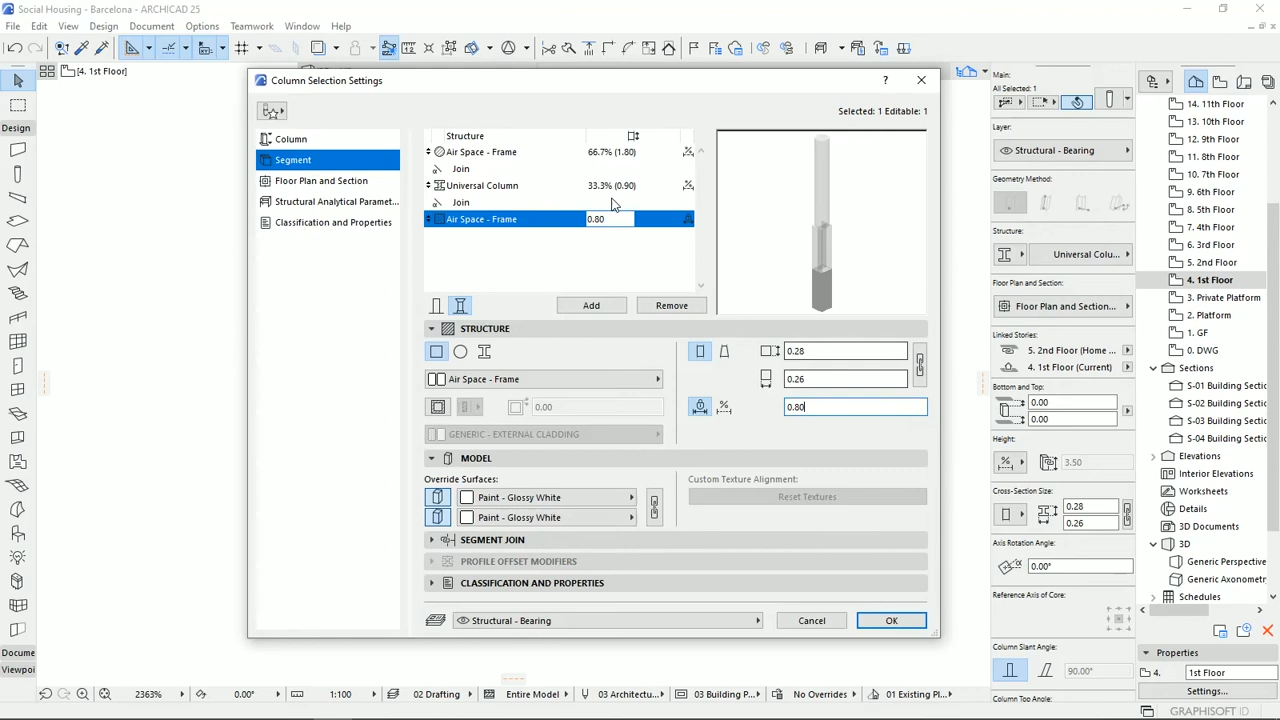 Social Housing - Barcelona - ARCHICAD 25
File Edit View Design Document Options Teamwork Window Help
[4. 1st Floor]
Column Selection Settings
?
Selected: 1 Editable: 1
Column
Segment
Floor Plan and Section
Structural Analytical Paramet...
Classification and Properties
Structure
Air Space - Frame 66.7% (1.80)
Join
Universal Column 33.3% (0.90)
Join
Air Space - Frame 0.80
Add Remove
STRUCTURE
0.28
Air Space - Frame
0.26
0.00
0.80
GENERIC - EXTERNAL CLADDING
MODEL
Override Surfaces:
Custom Texture Alignment:
Paint - Glossy White
Reset Textures
Paint - Glossy White
SEGMENT JOIN
PROFILE OFFSET MODIFIERS
CLASSIFICATION AND PROPERTIES
Structural - Bearing
Cancel OK
Design
Docume
Viewpoi
Main:
All Selected: 1
Layer:
Structural - Bearing
Geometry Method:
Structure:
Universal Colu...
Floor Plan and Section:
Floor Plan and Section...
Linked Stories:
5. 2nd Floor (Home ...
4. 1st Floor (Current)
Bottom and Top:
0.00
0.00
Height:
3.50
Cross-Section Size:
0.28
0.26
Axis Rotation Angle:
0.00°
Reference Axis of Core:
Column Slant Angle:
90.00°
Column Top Angle:
14. 11th Floor
13. 10th Floor
12. 9th Floor
11. 8th Floor
10. 7th Floor
9. 6th Floor
8. 5th Floor
7. 4th Floor
6. 3rd Floor
5. 2nd Floor
4. 1st Floor
3. Private Platform
2. Platform
1. GF
0. DWG
Sections
S-01 Building Section
S-02 Building Section
S-03 Building Section
S-04 Building Section
Elevations
Interior Elevations
Worksheets
Details
3D Documents
3D
Generic Perspective
Generic Axonometry
Schedules
Properties
4. 1st Floor
Settings...
2363% 0.00° 1:100 02 Drafting Entire Model 03 Architectu... 03 Building P... No Overrides 01 Existing Pl...
GRAPHISOFT ID